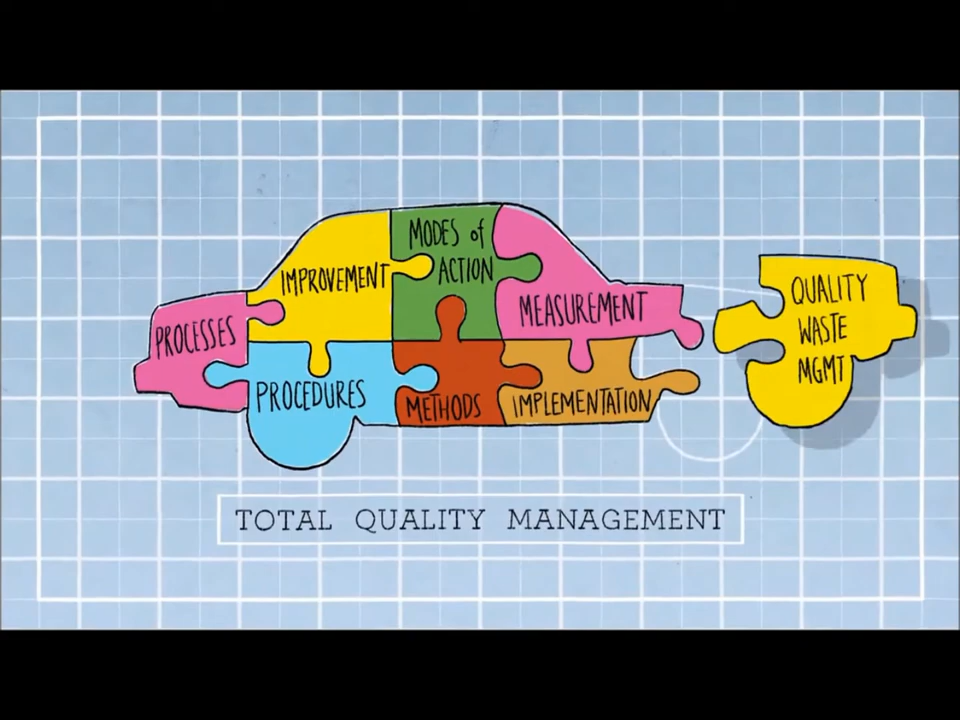 MODES of
ACTION
IMPROVEMENT
MEASUREMENT
PROCESSES
PROCEDURES
METHODS
IMPLEMENTATION
QUALITY
WASTE
MGMT
TOTAL QUALITY MANAGEMENT